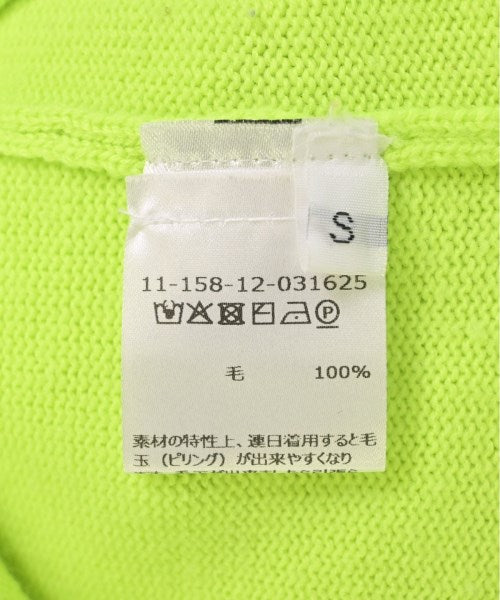 S
11-158-12-031625
P
毛 100%
素材の特性上、連日着用すると毛
玉（ピリング）が出来やすくなり